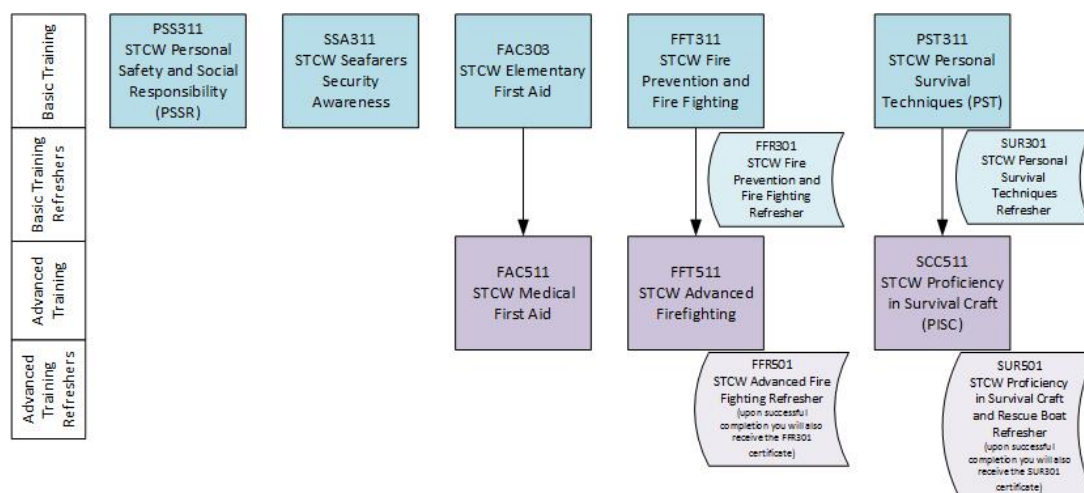 Basic Training
PSS311
STCW Personal
Safety and Social
Responsibility
(PSSR)
SSA311
STCW Seafarers
Security
Awareness
FAC303
STCW Elementary
First Aid
FFT311
STCW Fire
Prevention and
Fire Fighting
PST311
STCW Personal
Survival
Techniques (PST)
Basic Training
Refreshers
FFR301
STCW Fire
Prevention and
Fire Fighting
Refresher
SUR301
STCW Personal
Survival
Techniques
Refresher
Advanced
Training
FAC511
STCW Medical
First Aid
FFT511
STCW Advanced
Firefighting
SCC511
STCW Proficiency
in Survival Craft
(PISC)
Advanced
Training
Refreshers
FFR501
STCW Advanced Fire
Fighting Refresher
(upon successful
completion you will also
receive the FFR301
certificate)
SUR501
STCW Proficiency
in Survival Craft
and Rescue Boat
Refresher
(upon successful
completion you will also
receive the SUR301
certificate)